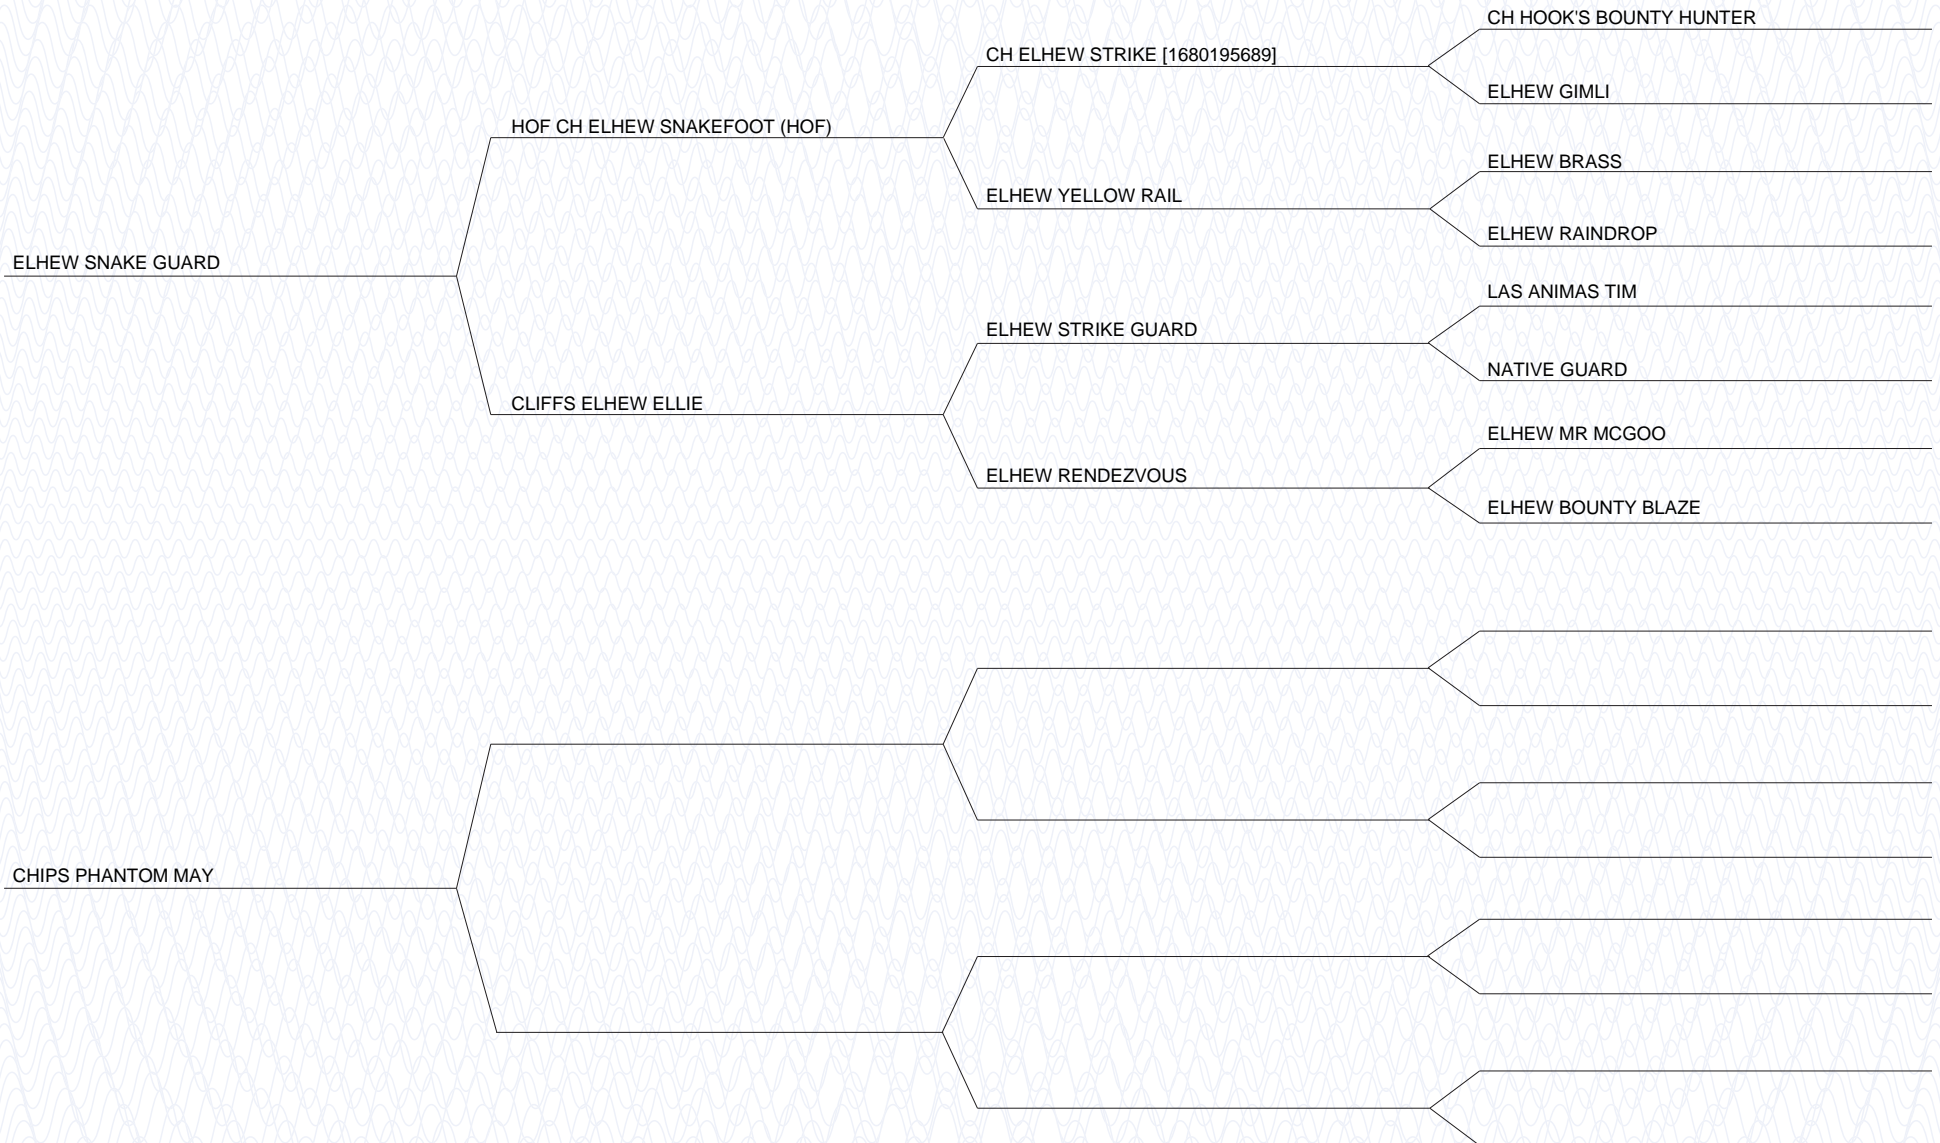 CH HOOK'S BOUNTY HUNTER
CH ELHEW STRIKE [1680195689]
ELHEW GIMLI
HOF CH ELHEW SNAKEFOOT (HOF)
ELHEW BRASS
ELHEW YELLOW RAIL
ELHEW RAINDROP
ELHEW SNAKE GUARD
LAS ANIMAS TIM
ELHEW STRIKE GUARD
NATIVE GUARD
CLIFFS ELHEW ELLIE
ELHEW MR MCGOO
ELHEW RENDEZVOUS
ELHEW BOUNTY BLAZE
CHIPS PHANTOM MAY